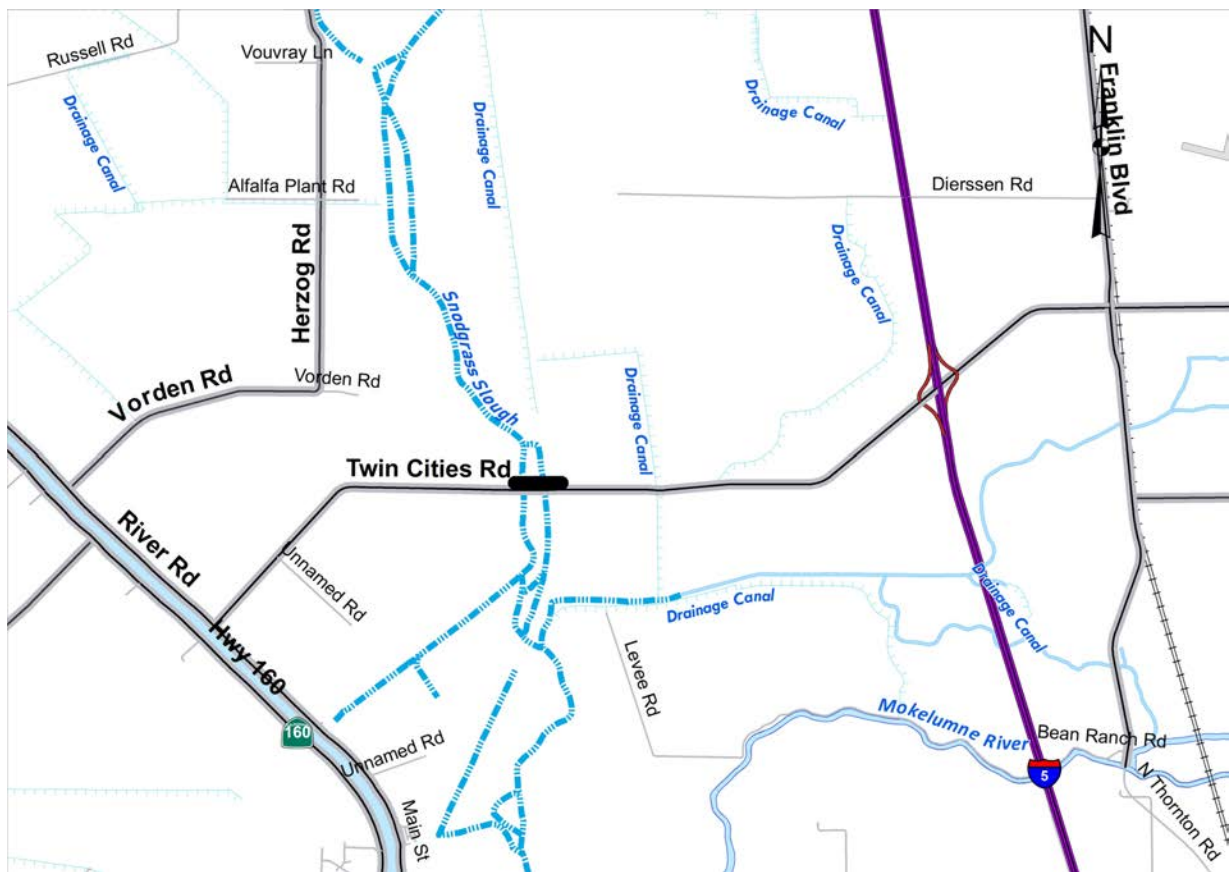 Russell Rd
Vouvray Ln
N
Franklin Blvd
Drainage Canal
Drainage Canal
Drainage Canal
Alfalfa Plant Rd
Dierssen Rd
Herzog Rd
Drainage Canal
Snodgrass Slough
Vorden Rd
Vorden Rd
Drainage Canal
Twin Cities Rd
River Rd
Unnamed Rd
Drainage Canal
Drainage Canal
Hwy 160
Levee Rd
160
Mokelumne River
Bean Ranch Rd
Unnamed Rd
5
N Thornton Rd
Main St